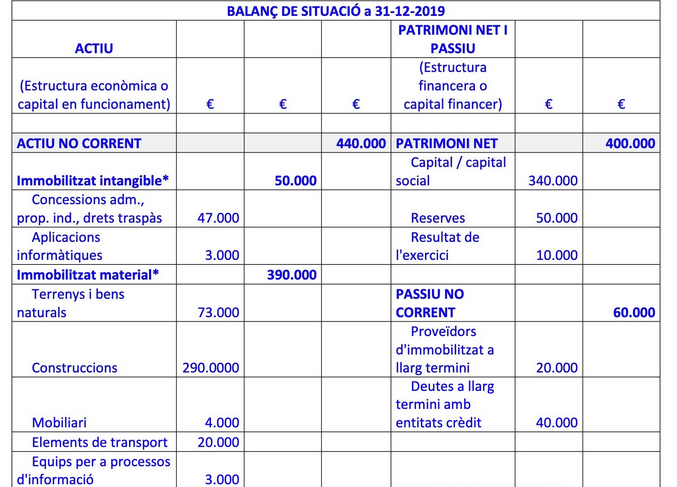 BALANÇ DE SITUACIÓ a 31-12-2019
ACTIU
PATRIMONI NET I
PASSIU
(Estructura econòmica o
capital en funcionament) € € €
(Estructura
financera o
capital financer) € €
ACTIU NO CORRENT 440.000 PATRIMONI NET 400.000
Immobilitzat intangible* 50.000
Capital / capital
social 340.000
Concessions adm.,
prop. ind., drets traspàs 47.000
Reserves 50.000
Aplicacions
informàtiques 3.000
Resultat de
l'exercici 10.000
Immobilitzat material* 390.000
Terrenys i bens
naturals 73.000
PASSIU NO
CORRENT 60.000
Construccions 290.0000
Proveïdors
d'immobilitzat a
llarg termini 20.000
Mobiliari 4.000
Deutes a llarg
termini amb
entitats crèdit 40.000
Elements de transport 20.000
Equips per a processos
d'informació 3.000